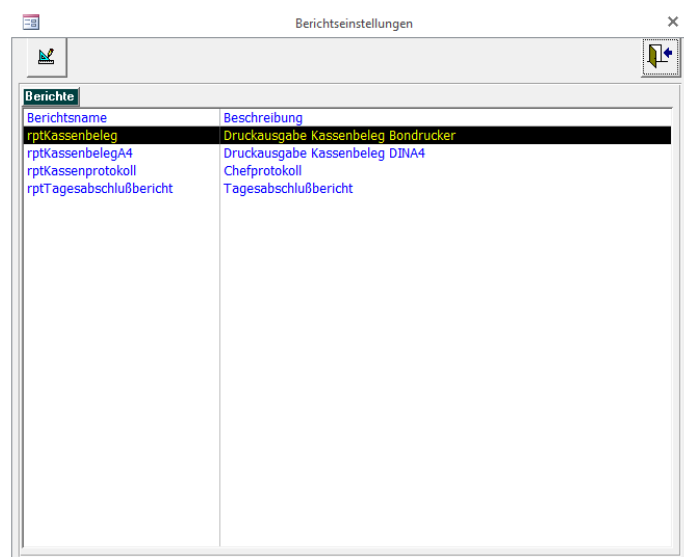 Berichtseinstellungen
Berichte
Berichtsname Beschreibung
rptKassenbeleg Druckausgabe Kassenbeleg Bondrucker
rptKassenbelegA4 Druckausgabe Kassenbeleg DINA4
rptKassenprotokoll Chefprotokoll
rptTagesabschlußbericht Tagesabschlußbericht